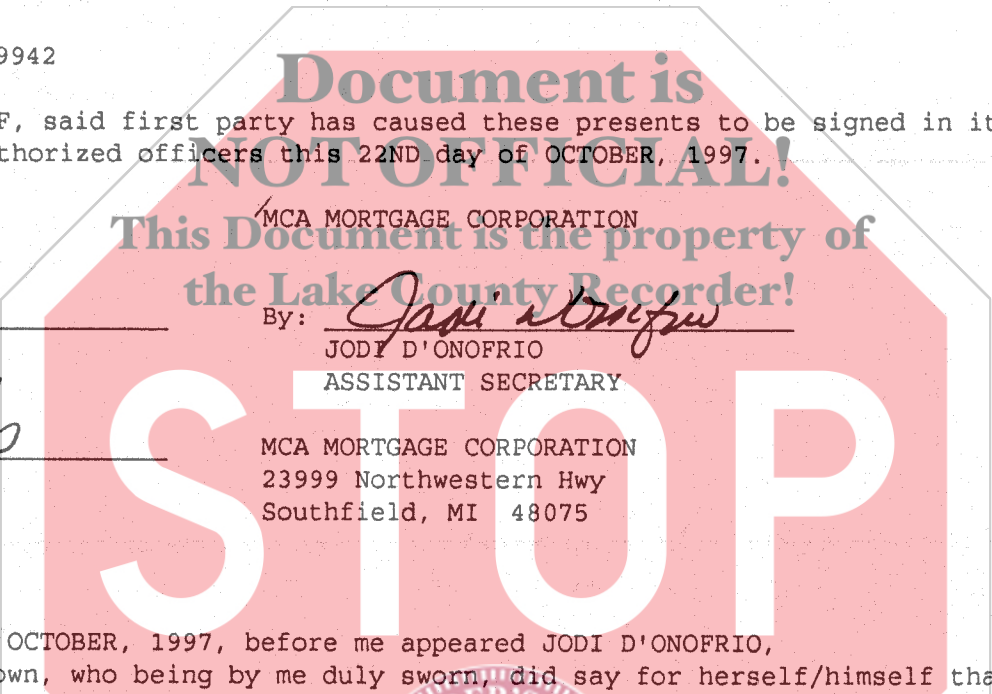 9942
Document is
F, said first party has caused these presents to be signed in it
thorized officers this 22ND day of OCTOBER, 1997.
NOT OFFICIAL!
MCA MORTGAGE CORPORATION
This Document is the property of
the Lake County Recorder!
By: Jodi D'Onofrio
JODI D'ONOFRIO
ASSISTANT SECRETARY
STOP
MCA MORTGAGE CORPORATION
23999 Northwestern Hwy
Southfield, MI 48075
OCTOBER, 1997, before me appeared JODI D'ONOFRIO,
own, who being by me duly sworn, did say for herself/himself tha